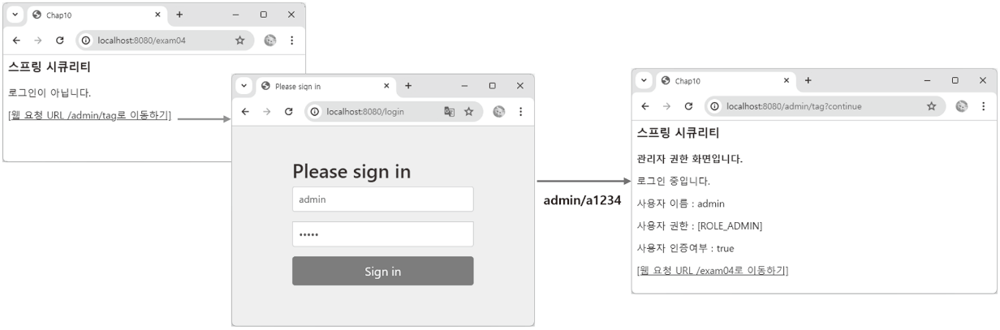 Chap10
localhost:8080/exam04
스프링 시큐리티
로그인이 아닙니다.
[웹 요청 URL /admin/tag로 이동하기]
Please sign in
localhost:8080/login
Please sign in
admin
•••••
Sign in
admin/a1234
Chap10
localhost:8080/admin/tag?continue
스프링 시큐리티
관리자 권한 화면입니다.
로그인 중입니다.
사용자 이름 : admin
사용자 권한 : [ROLE_ADMIN]
사용자 인증여부 : true
[웹 요청 URL /exam04로 이동하기]